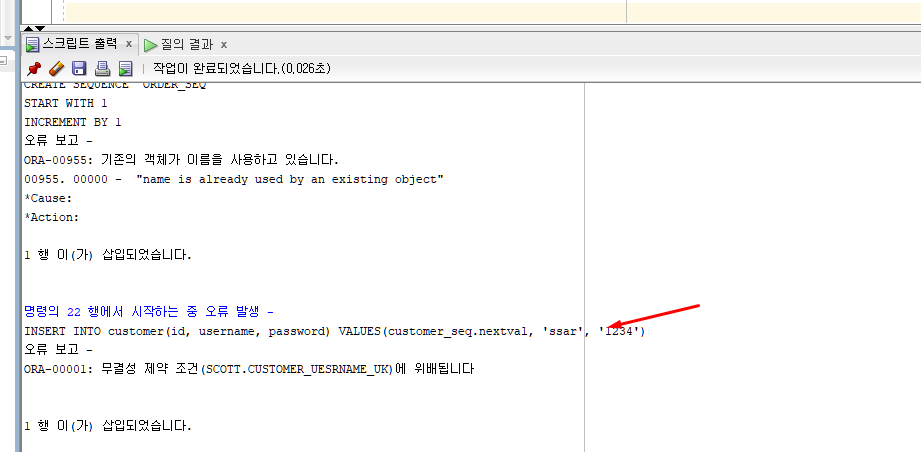 스크립트 출력 x 질의 결과 x
작업이 완료되었습니다.(0,026초)
CREATE SEQUENCE ORDER_SEQ
START WITH 1
INCREMENT BY 1
오류 보고 -
ORA-00955: 기존의 객체가 이름을 사용하고 있습니다.
00955. 00000 - "name is already used by an existing object"
*Cause:
*Action:
1 행 이(가) 삽입되었습니다.
명령의 22 행에서 시작하는 중 오류 발생 -
INSERT INTO customer(id, username, password) VALUES(customer_seq.nextval, 'ssar', '1234')
오류 보고 -
ORA-00001: 무결성 제약 조건(SCOTT.CUSTOMER_UESRNAME_UK)에 위배됩니다
1 행 이(가) 삽입되었습니다.